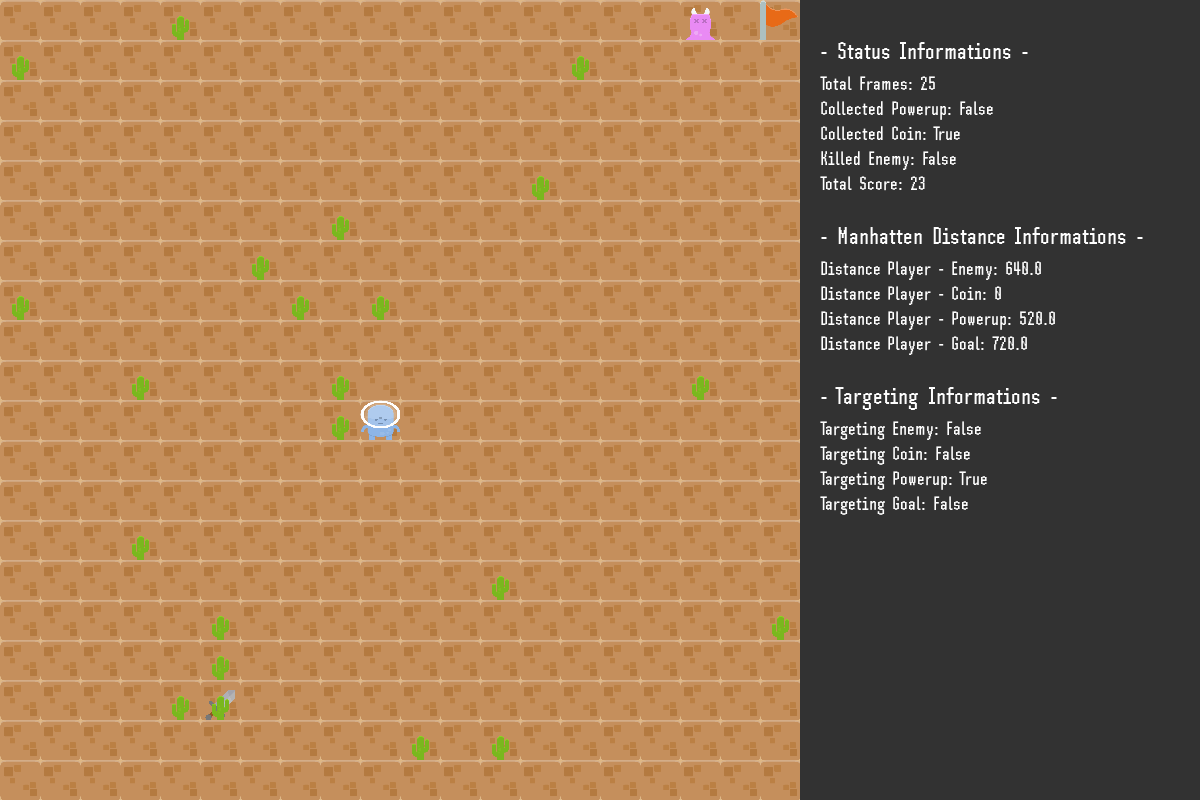 - Status Informations -
Total Frames: 25
Collected Powerup: False
Collected Coin: True
Killed Enemy: False
Total Score: 23
- Manhatten Distance Informations -
Distance Player - Enemy: 640.0
Distance Player - Coin: 0
Distance Player - Powerup: 520.0
Distance Player - Goal: 720.0
- Targeting Informations -
Targeting Enemy: False
Targeting Coin: False
Targeting Powerup: True
Targeting Goal: False